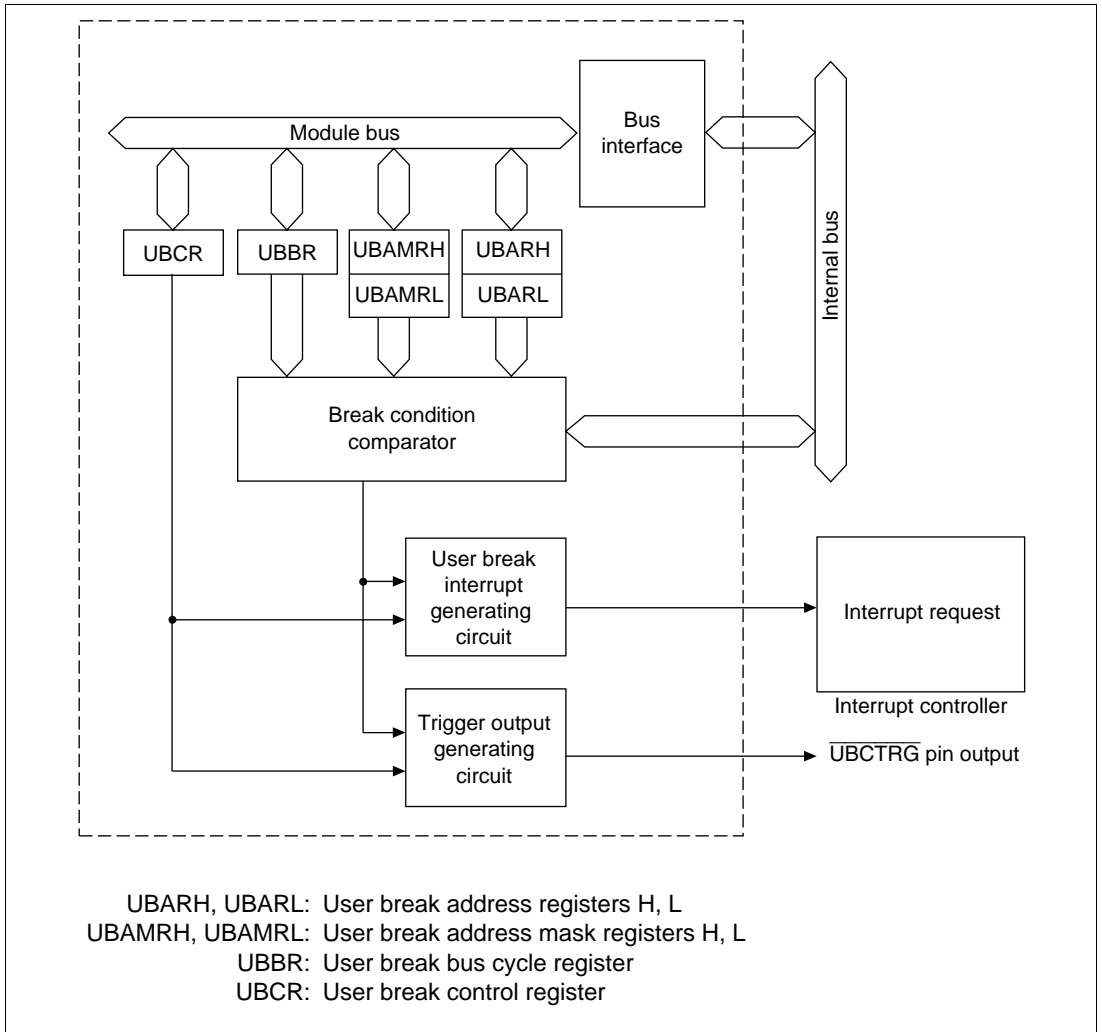 Module bus
Bus
interface
Internal bus
UBCR
UBBR
UBAMRH
UBAMRL
UBARH
UBARL
Break condition
comparator
User break
interrupt
generating
circuit
Interrupt request
Interrupt controller
Trigger output
generating
circuit
UBCTRG pin output
UBARH, UBARL: User break address registers H, L
UBAMRH, UBAMRL: User break address mask registers H, L
UBBR: User break bus cycle register
UBCR: User break control register